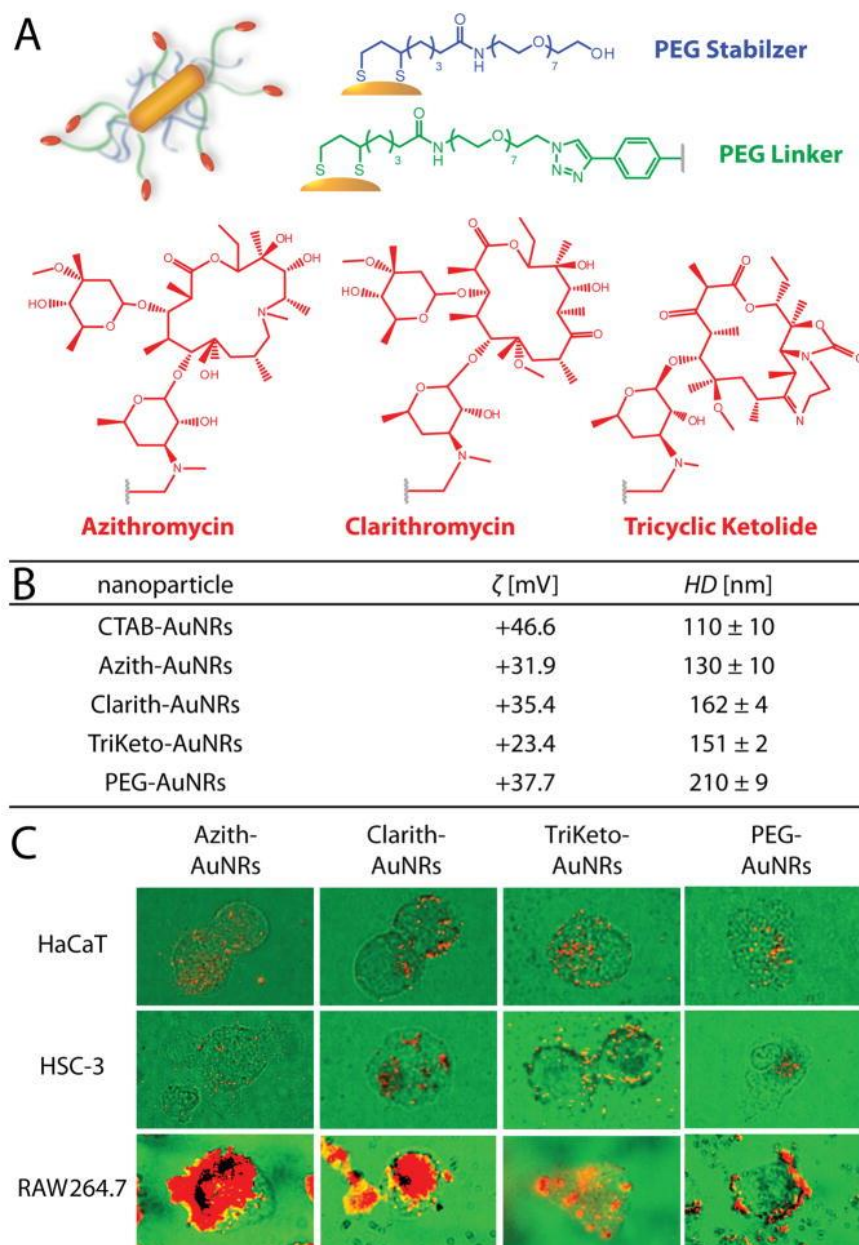 A
PEG Stabilzer
PEG Linker
O
N
H
O
OH
S
S
3
7
O
N
H
O
N
N=N
S
S
3
7
Azithromycin
Clarithromycin
Tricyclic Ketolide
B
nanoparticle ζ [mV] HD [nm]
CTAB-AuNRs +46.6 110 ± 10
Azith-AuNRs +31.9 130 ± 10
Clarith-AuNRs +35.4 162 ± 4
TriKeto-AuNRs +23.4 151 ± 2
PEG-AuNRs +37.7 210 ± 9
C
Azith-
AuNRs
Clarith-
AuNRs
TriKeto-
AuNRs
PEG-
AuNRs
HaCaT
HSC-3
RAW264.7